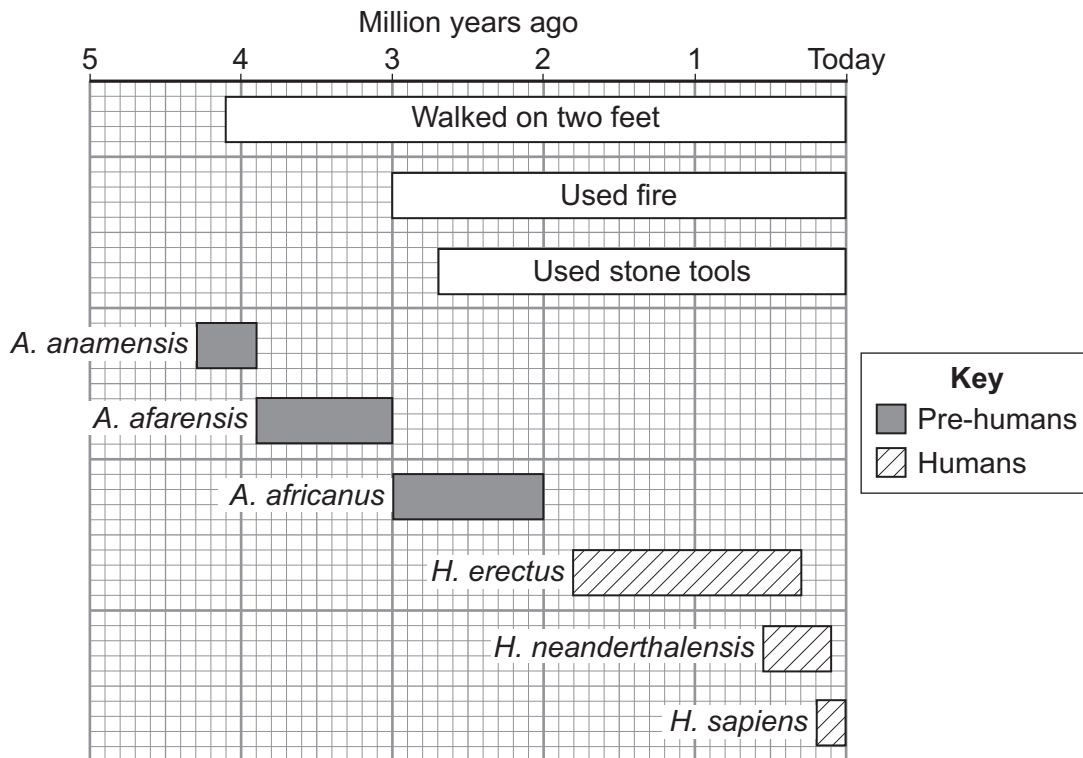 Million years ago
5 4 3 2 1 Today
Walked on two feet
Used fire
Used stone tools
A. anamensis
Key
A. afarensis
Pre-humans
Humans
A. africanus
H. erectus
H. neanderthalensis
H. sapiens